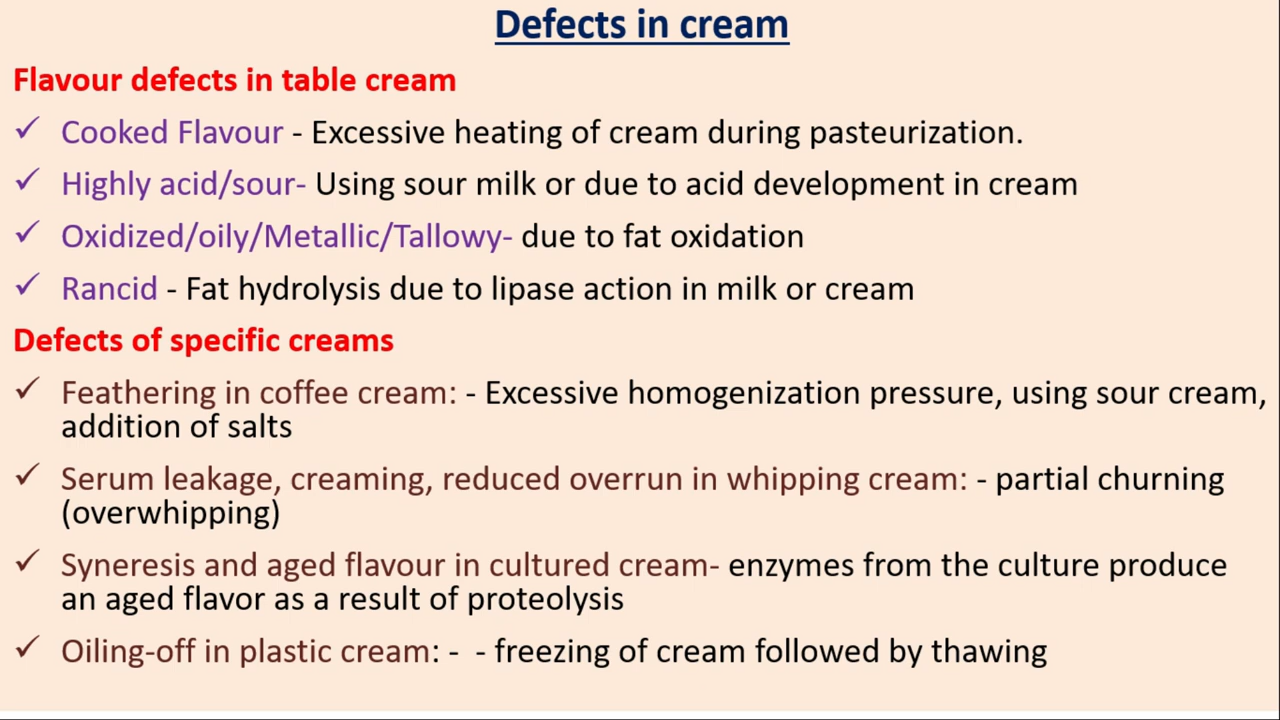 Defects in cream
Flavour defects in table cream
✓ Cooked Flavour - Excessive heating of cream during pasteurization.
✓ Highly acid/sour- Using sour milk or due to acid development in cream
✓ Oxidized/oily/Metallic/Tallowy- due to fat oxidation
✓ Rancid - Fat hydrolysis due to lipase action in milk or cream
Defects of specific creams
✓ Feathering in coffee cream: - Excessive homogenization pressure, using sour cream,
addition of salts
✓ Serum leakage, creaming, reduced overrun in whipping cream: - partial churning
(overwhipping)
✓ Syneresis and aged flavour in cultured cream- enzymes from the culture produce
an aged flavor as a result of proteolysis
✓ Oiling-off in plastic cream: -  - freezing of cream followed by thawing